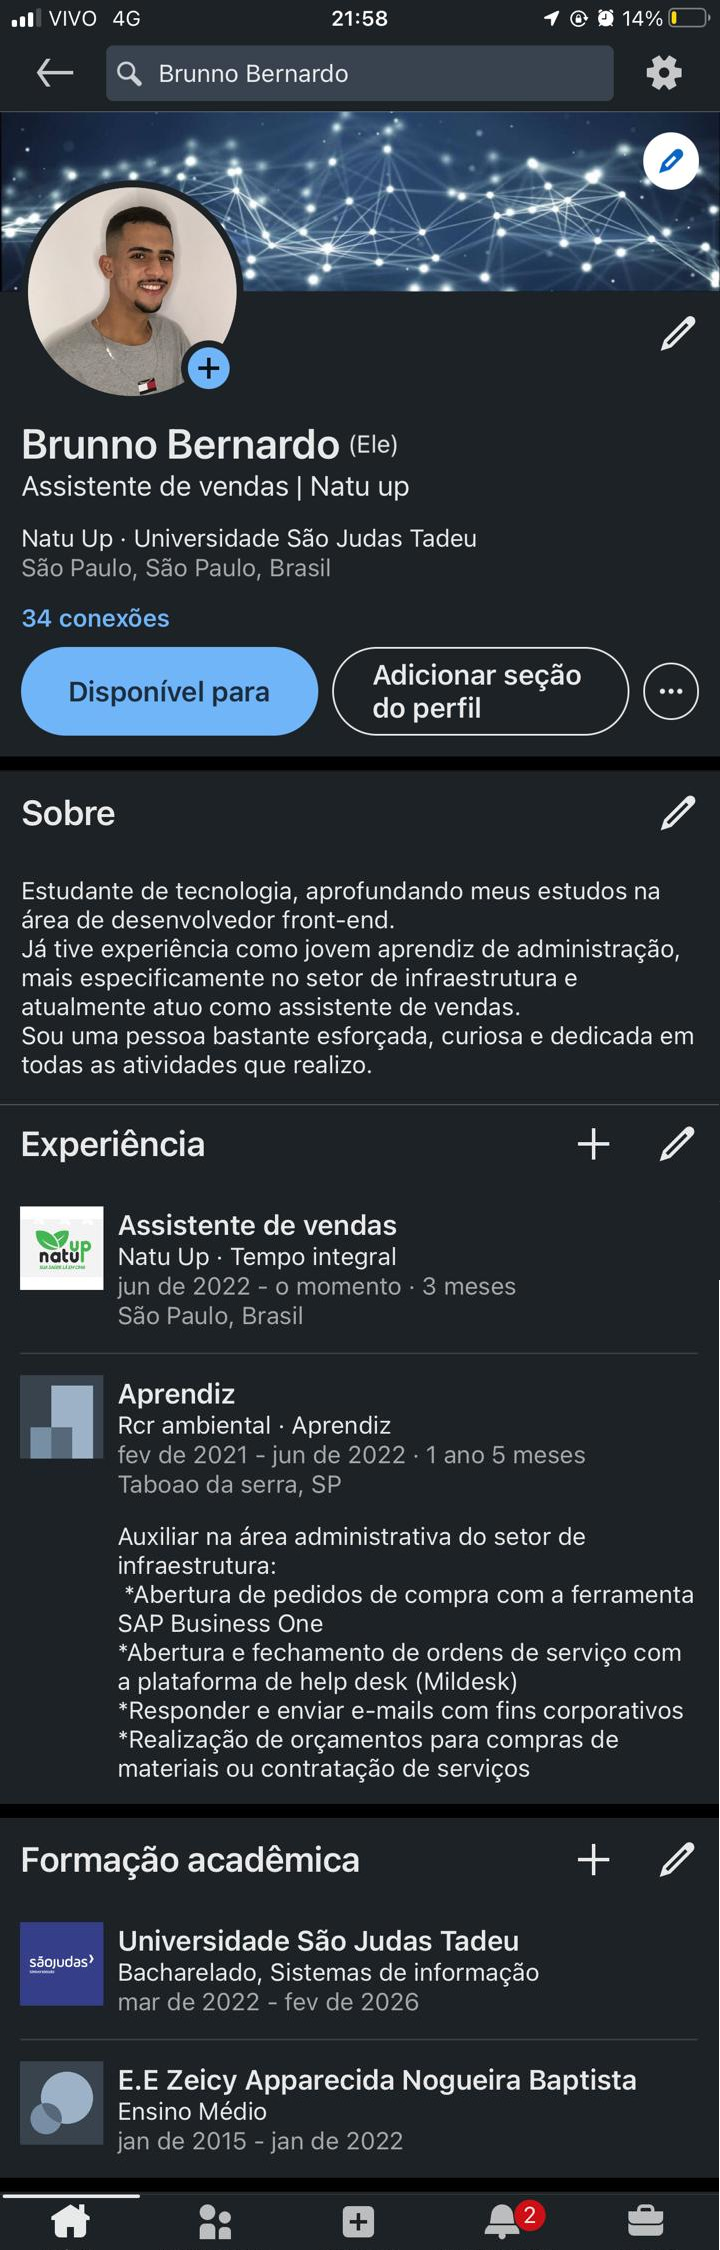 VIVO 4G 21:58 14%
Brunno Bernardo
Brunno Bernardo (Ele)
Assistente de vendas | Natu up
Natu Up · Universidade São Judas Tadeu
São Paulo, São Paulo, Brasil
34 conexões
Disponível para
Adicionar seção
do perfil
Sobre
Estudante de tecnologia, aprofundando meus estudos na
área de desenvolvedor front-end.
Já tive experiência como jovem aprendiz de administração,
mais especificamente no setor de infraestrutura e
atualmente atuo como assistente de vendas.
Sou uma pessoa bastante esforçada, curiosa e dedicada em
todas as atividades que realizo.
Experiência
natuup
Assistente de vendas
Natu Up · Tempo integral
jun de 2022 - o momento · 3 meses
São Paulo, Brasil
Aprendiz
Rcr ambiental · Aprendiz
fev de 2021 - jun de 2022 · 1 ano 5 meses
Taboao da serra, SP
Auxiliar na área administrativa do setor de
infraestrutura:
*Abertura de pedidos de compra com a ferramenta
SAP Business One
*Abertura e fechamento de ordens de serviço com
a plataforma de help desk (Mildesk)
*Responder e enviar e-mails com fins corporativos
*Realização de orçamentos para compras de
materiais ou contratação de serviços
Formação acadêmica
sãojudas
Universidade São Judas Tadeu
Bacharelado, Sistemas de informação
mar de 2022 - fev de 2026
E.E Zeicy Apparecida Nogueira Baptista
Ensino Médio
jan de 2015 - jan de 2022
2